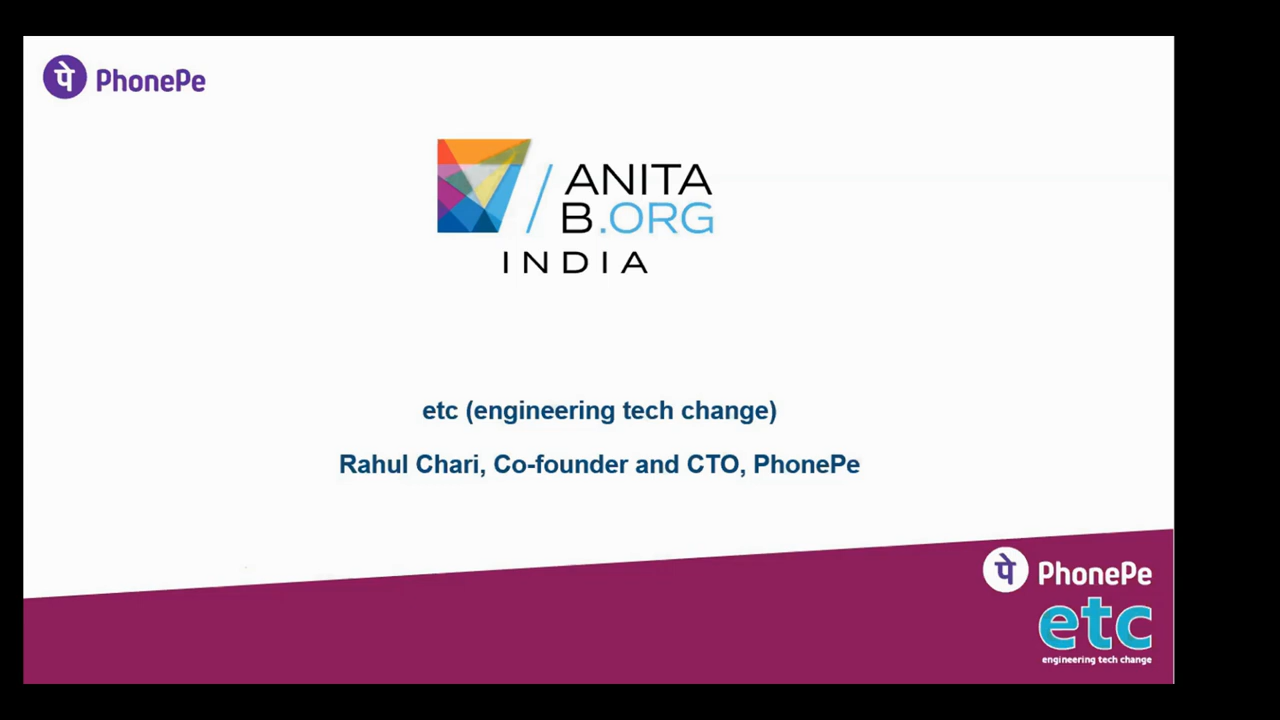 पे PhonePe
ANITA
B.ORG
INDIA
etc (engineering tech change)
Rahul Chari, Co-founder and CTO, PhonePe
पे PhonePe
etc
engineering tech change